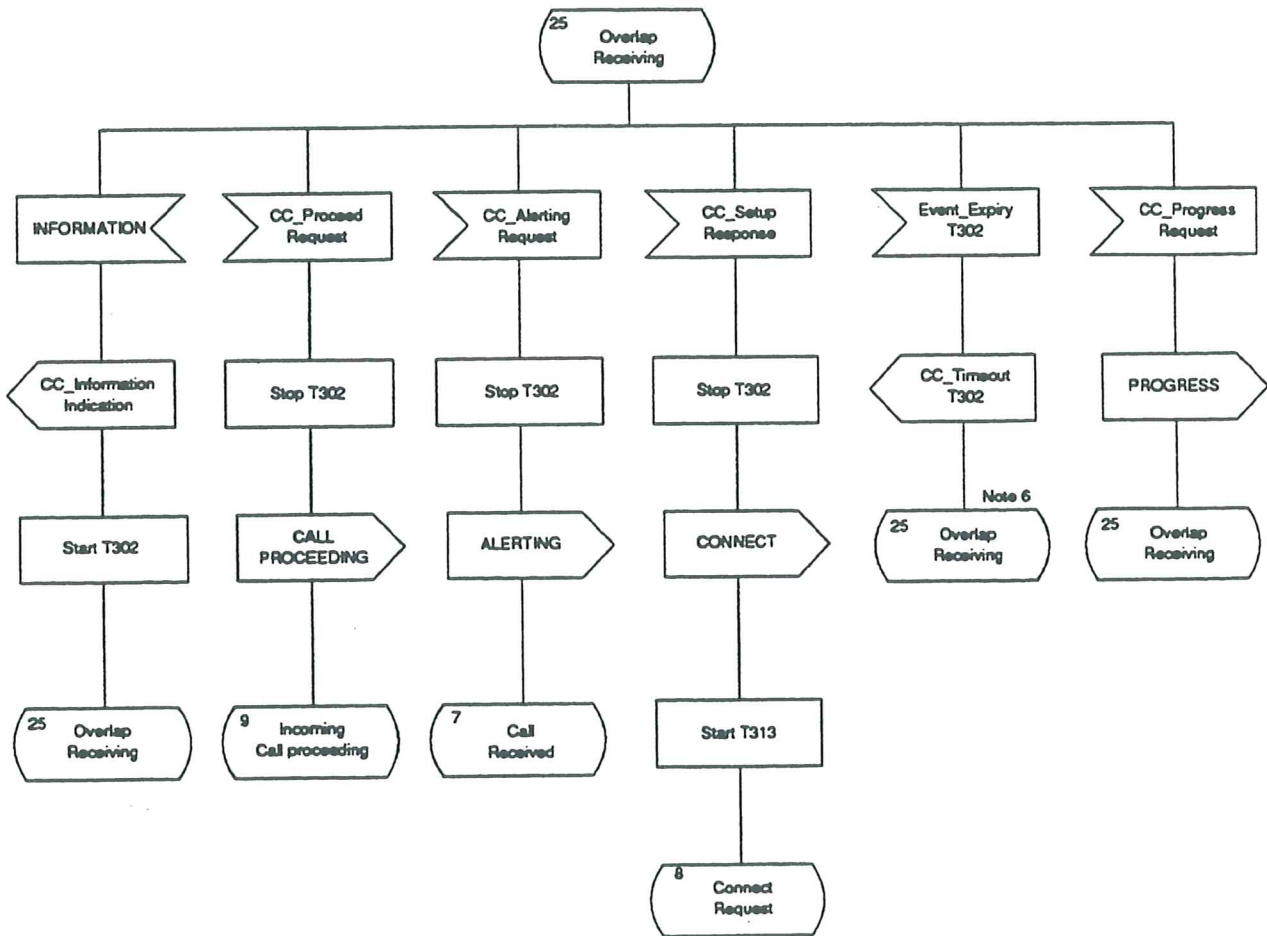 25
Overlap
Receiving
INFORMATION
CC_Proceed
Request
CC_Alerting
Request
CC_Setup
Response
Event_Expiry
T302
CC_Progress
Request
CC_Information
Indication
Stop T302
Stop T302
Stop T302
CC_Timeout
T302
PROGRESS
Start T302
CALL
PROCEEDING
ALERTING
CONNECT
Note 6
25
Overlap
Receiving
25
Overlap
Receiving
25
Overlap
Receiving
9
Incoming
Call proceeding
7
Call
Received
Start T313
8
Connect
Request